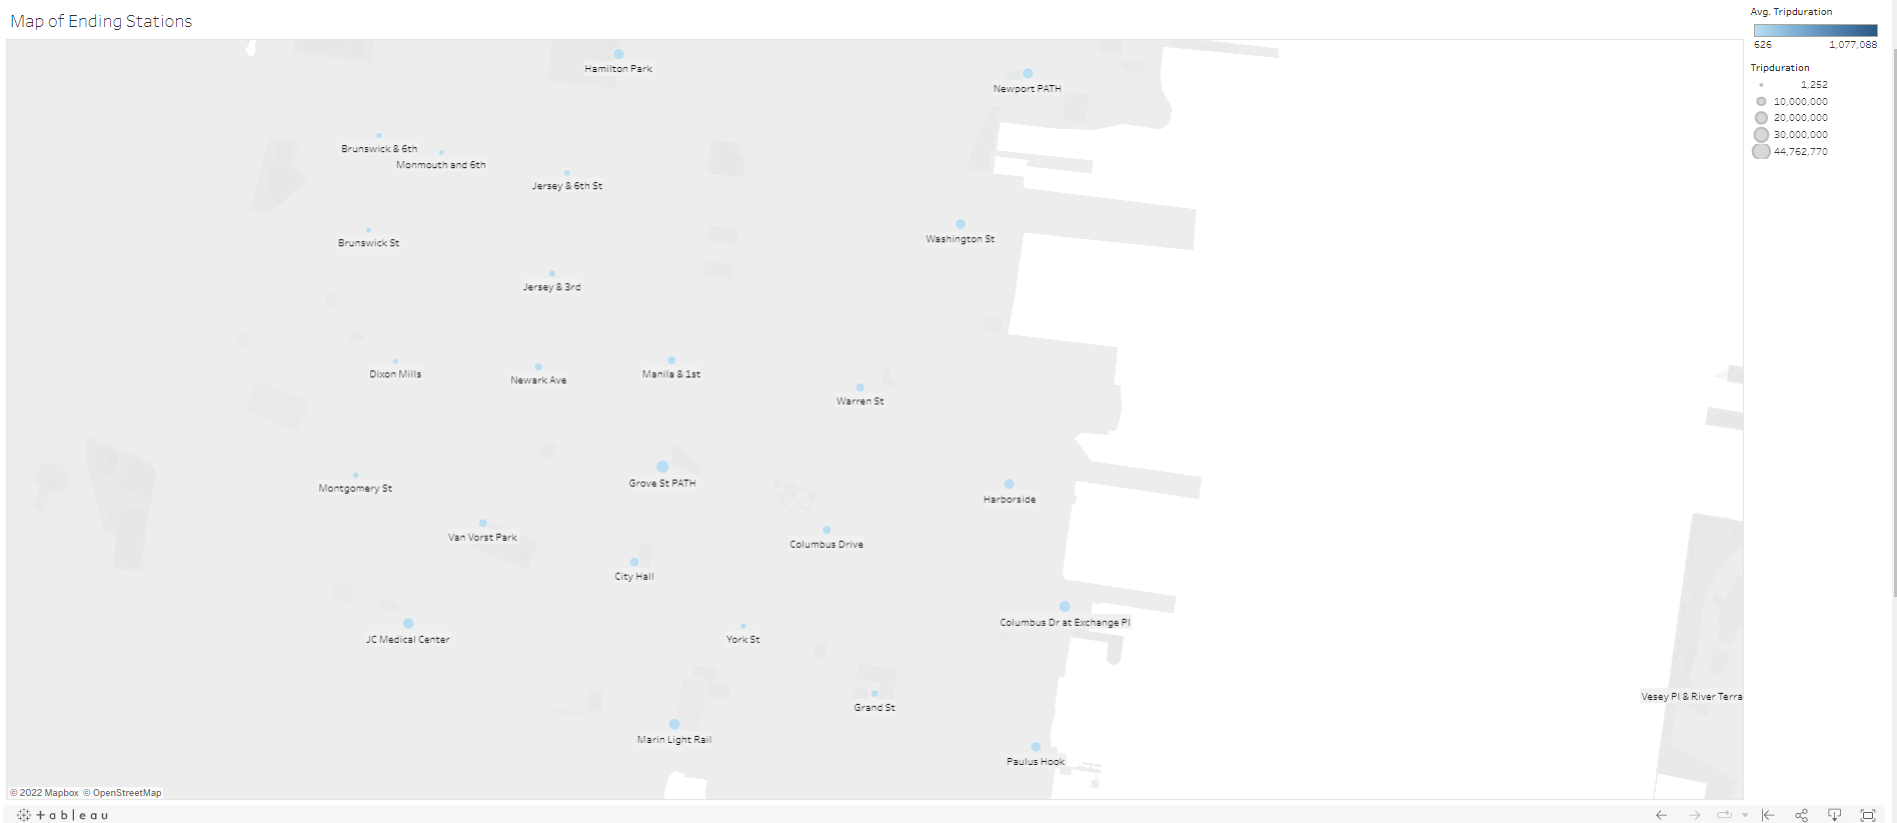 Map of Ending Stations
Avg. Tripduration
626 1,077,088
Tripduration
1,252
10,000,000
20,000,000
30,000,000
44,762,770
Hamilton Park
Newport PATH
Brunswick & 6th
Monmouth and 6th
Jersey & 6th St
Washington St
Brunswick St
Jersey & 3rd
Dixon Mills
Newark Ave
Manila & 1st
Warren St
Grove St PATH
Montgomery St
Harborside
Van Vorst Park
Columbus Drive
City Hall
Columbus Dr at Exchange Pl
JC Medical Center
York St
Vesey Pl & River Terra
Grand St
Marin Light Rail
Paulus Hook
© 2022 Mapbox © OpenStreetMap
+ a b | e a u